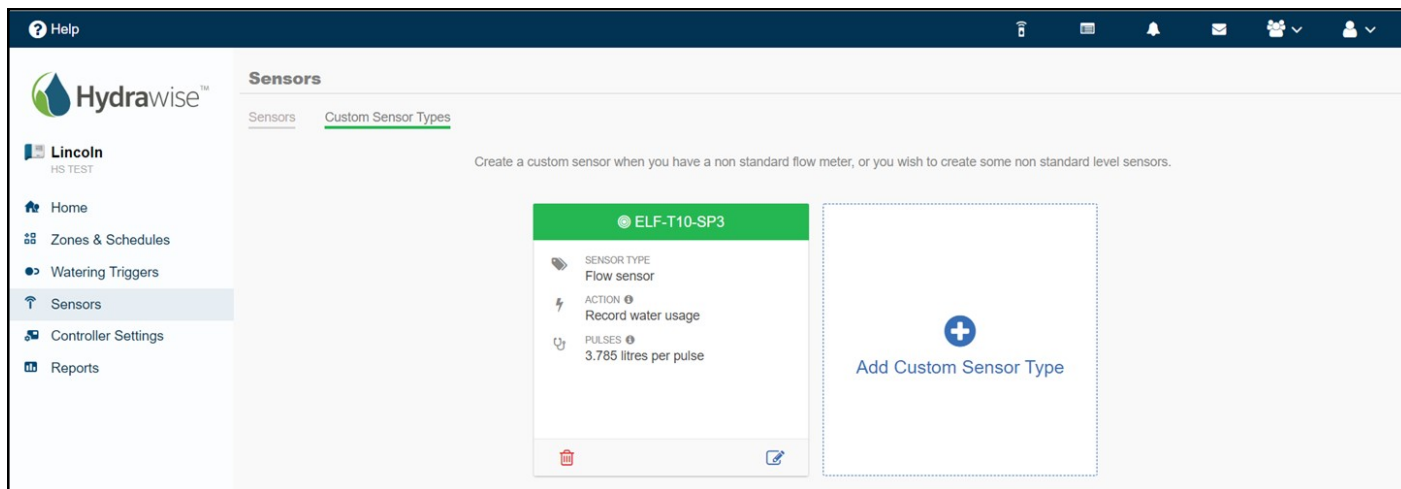 Help
Hydrawise™
Lincoln
HS TEST
Home
Zones & Schedules
Watering Triggers
Sensors
Controller Settings
Reports
Sensors
Sensors
Custom Sensor Types
Create a custom sensor when you have a non standard flow meter, or you wish to create some non standard level sensors.
ELF-T10-SP3
SENSOR TYPE
Flow sensor
ACTION
Record water usage
PULSES
3.785 litres per pulse
Add Custom Sensor Type